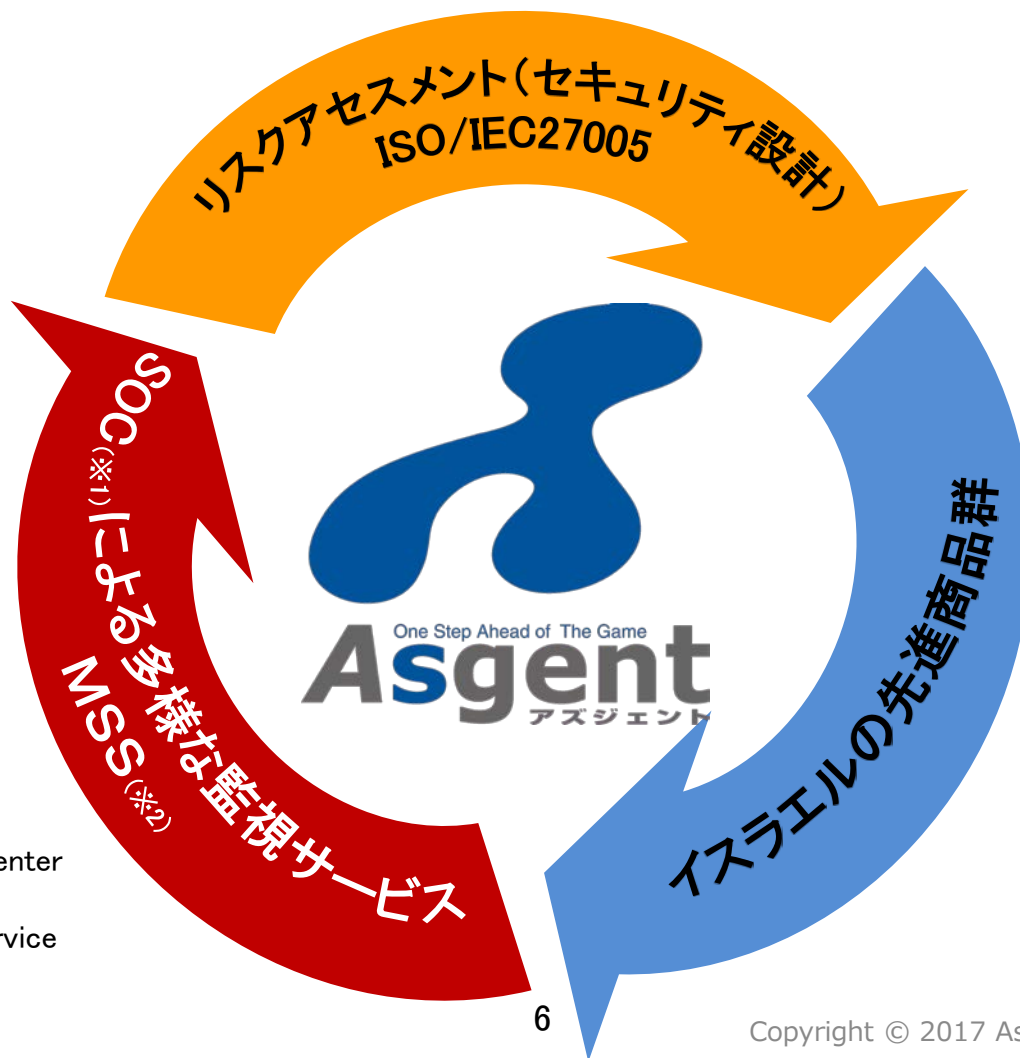 リスクアセスメント(セキュリティ設計)
ISO/IEC27005
イスラエルの先進商品群
SOC(※1)による多様な監視サービス
MSS(※2)
One Step Ahead of The Game
Asgent
アズジェント
enter
rvice
6
Copyright © 2017 As